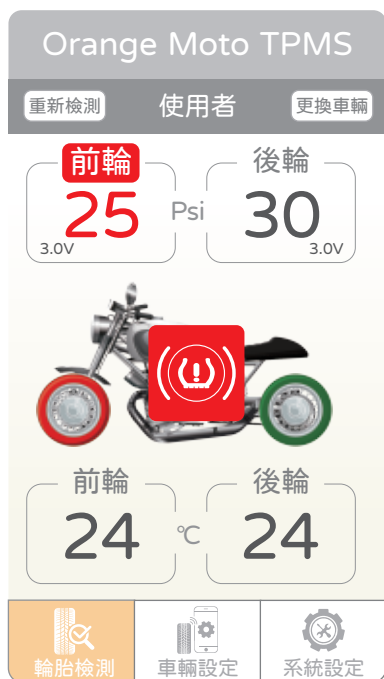 Orange Moto TPMS
重新檢測 使用者 更換車輛
前輪 後輪
25 Psi 30
3.0V 3.0V
前輪 後輪
24 ℃ 24
輪胎檢測 車輛設定 系統設定